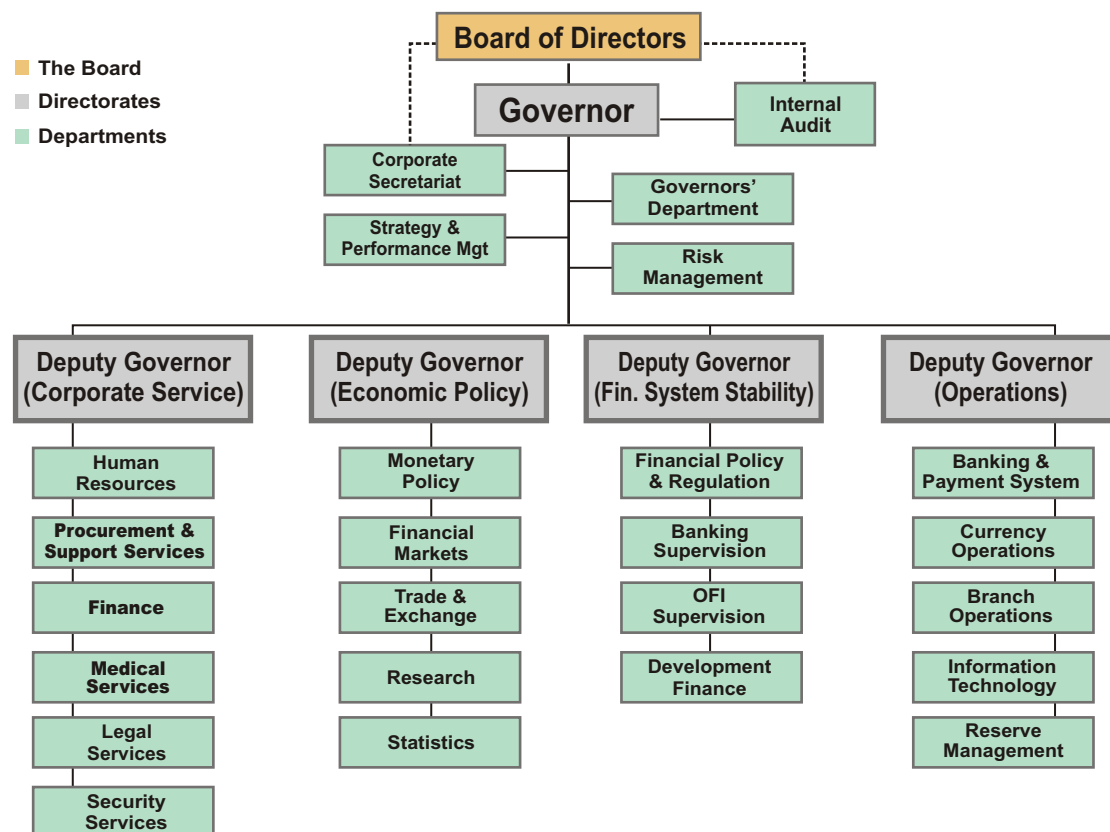 Board of Directors
The Board
Directorates
Departments
Governor
Internal
Audit
Corporate
Secretariat
Governors’
Department
Strategy &
Performance Mgt
Risk
Management
Deputy Governor
(Corporate Service)
Human
Resources
Procurement &
Support Services
Finance
Medical
Services
Legal
Services
Security
Services
Deputy Governor
(Economic Policy)
Monetary
Policy
Financial
Markets
Trade &
Exchange
Research
Statistics
Deputy Governor
(Fin. System Stability)
Financial Policy
& Regulation
Banking
Supervision
OFI
Supervision
Development
Finance
Deputy Governor
(Operations)
Banking &
Payment System
Currency
Operations
Branch
Operations
Information
Technology
Reserve
Management